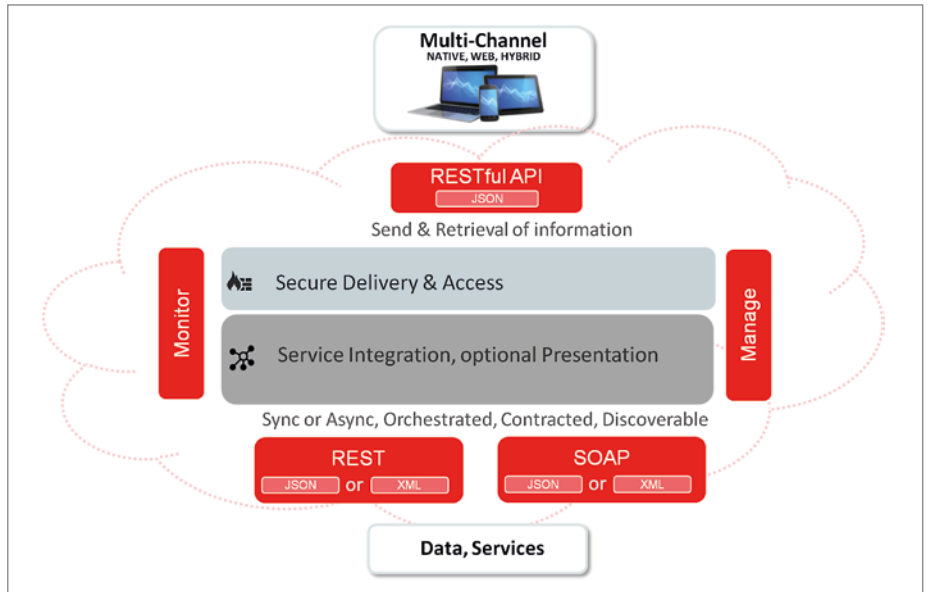 Multi-Channel
NATIVE, WEB, HYBRID
RESTful API
JSON
Send & Retrieval of information
Monitor
Secure Delivery & Access
Service Integration, optional Presentation
Manage
Sync or Async, Orchestrated, Contracted, Discoverable
REST
JSON or XML
SOAP
JSON or XML
Data, Services